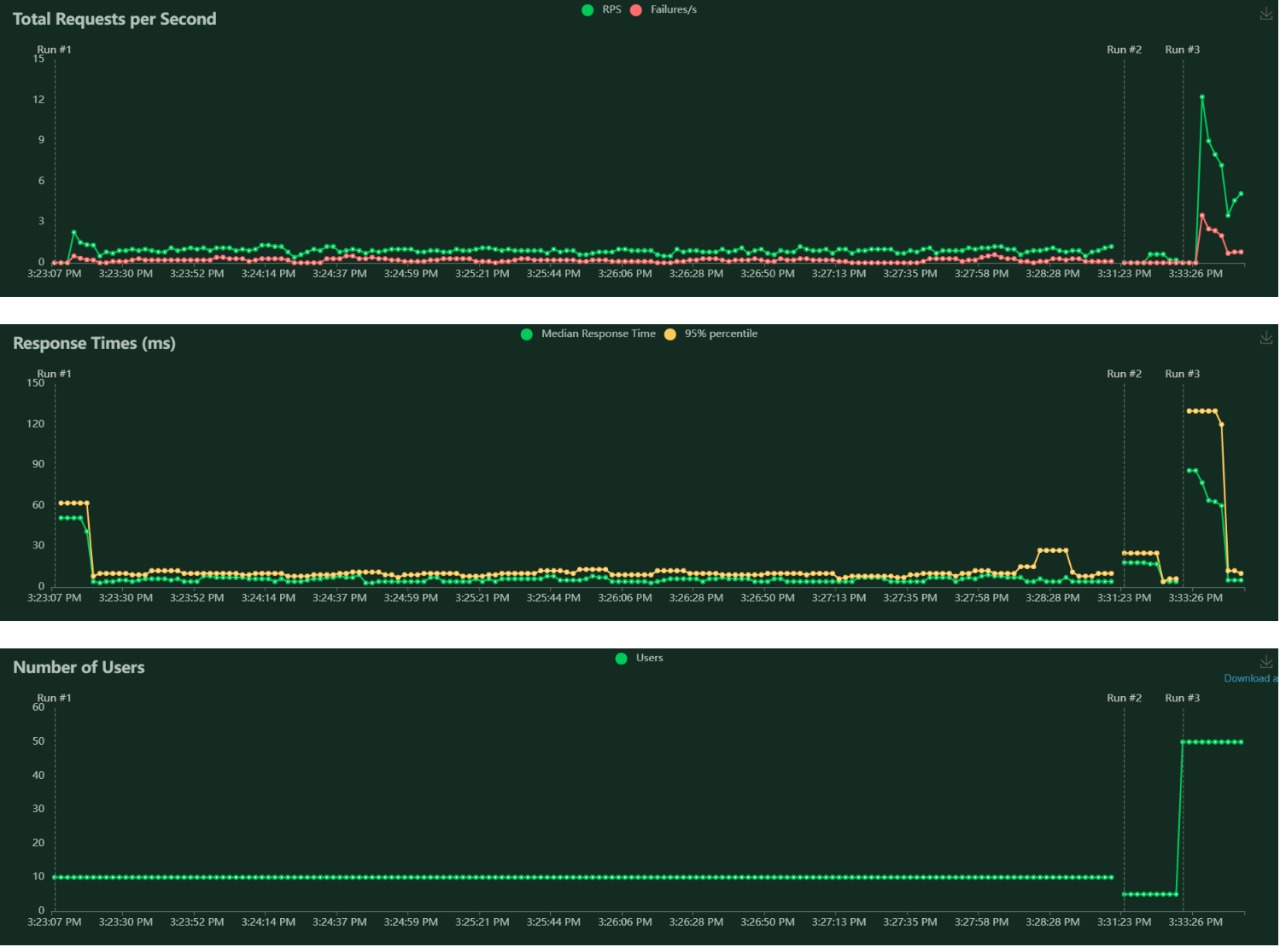 Total Requests per Second
RPS Failures/s
Run #1 Run #2 Run #3
15
12
9
6
3
0
3:23:07 PM 3:23:30 PM 3:23:52 PM 3:24:14 PM 3:24:37 PM 3:24:59 PM 3:25:21 PM 3:25:44 PM 3:26:06 PM 3:26:28 PM 3:26:50 PM 3:27:13 PM 3:27:35 PM 3:27:58 PM 3:28:28 PM 3:31:23 PM 3:33:26 PM
Response Times (ms)
Median Response Time 95% percentile
Run #1 Run #2 Run #3
150
120
90
60
30
0
3:23:07 PM 3:23:30 PM 3:23:52 PM 3:24:14 PM 3:24:37 PM 3:24:59 PM 3:25:21 PM 3:25:44 PM 3:26:06 PM 3:26:28 PM 3:26:50 PM 3:27:13 PM 3:27:35 PM 3:27:58 PM 3:28:28 PM 3:31:23 PM 3:33:26 PM
Number of Users
Users
Download a
Run #1 Run #2 Run #3
60
50
40
30
20
10
0
3:23:07 PM 3:23:30 PM 3:23:52 PM 3:24:14 PM 3:24:37 PM 3:24:59 PM 3:25:21 PM 3:25:44 PM 3:26:06 PM 3:26:28 PM 3:26:50 PM 3:27:13 PM 3:27:35 PM 3:27:58 PM 3:28:28 PM 3:31:23 PM 3:33:26 PM